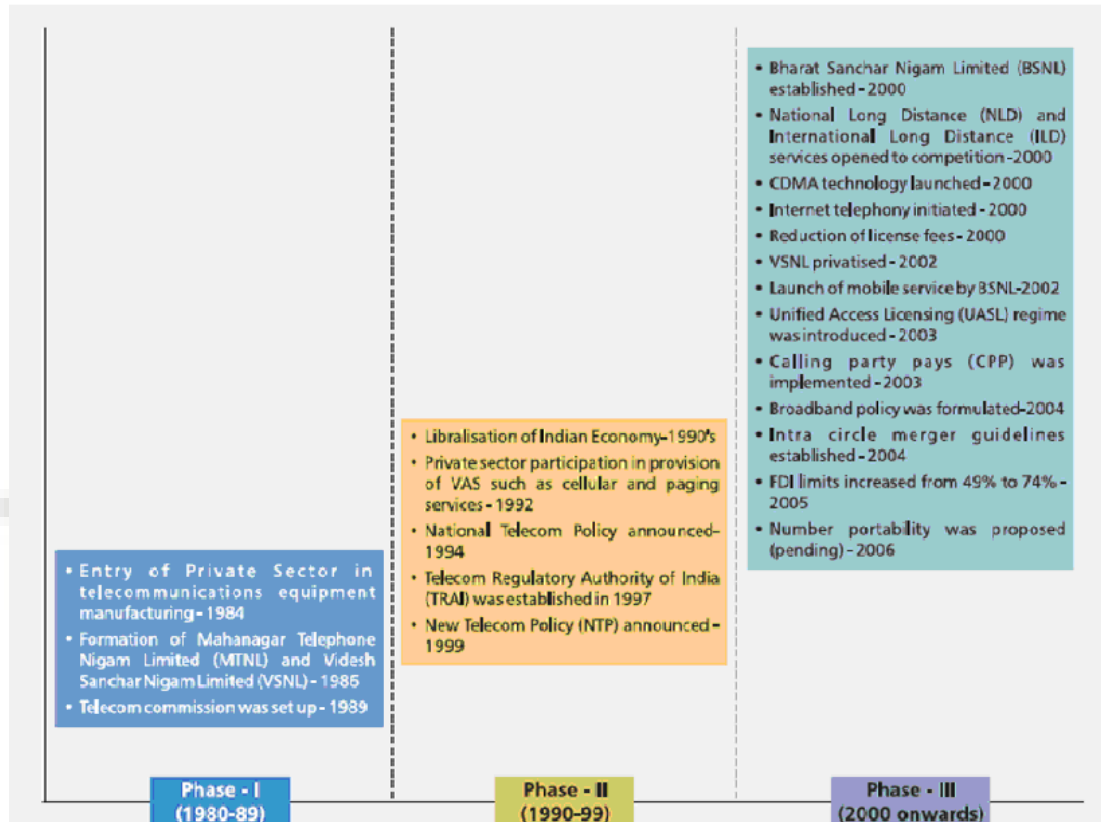 • Entry of Private Sector in
telecommunications equipment
manufacturing - 1984
• Formation of Mahanagar Telephone
Nigam Limited (MTNL) and Videsh
Sanchar Nigam Limited (VSNL) - 1986
• Telecom commission was set up - 1989
Phase - I
(1980-89)
• Libralisation of Indian Economy-1990's
• Private sector participation in provision
of VAS such as cellular and paging
services - 1992
• National Telecom Policy announced-
1994
• Telecom Regulatory Authority of India
(TRAI) was established in 1997
• New Telecom Policy (NTP) announced -
1999
Phase - II
(1990-99)
• Bharat Sanchar Nigam Limited (BSNL)
established - 2000
• National Long Distance (NLD) and
International Long Distance (ILD)
services opened to competition -2000
• CDMA technology launched - 2000
• Internet telephony initiated - 2000
• Reduction of license fees - 2000
• VSNL privatised - 2002
• Launch of mobile service by BSNL-2002
• Unified Access Licensing (UASL) regime
was introduced - 2003
• Calling party pays (CPP) was
implemented - 2003
• Broadband policy was formulated-2004
• Intra circle merger guidelines
established - 2004
• FDI limits increased from 49% to 74% -
2005
• Number portability was proposed
(pending) - 2006
Phase - III
(2000 onwards)